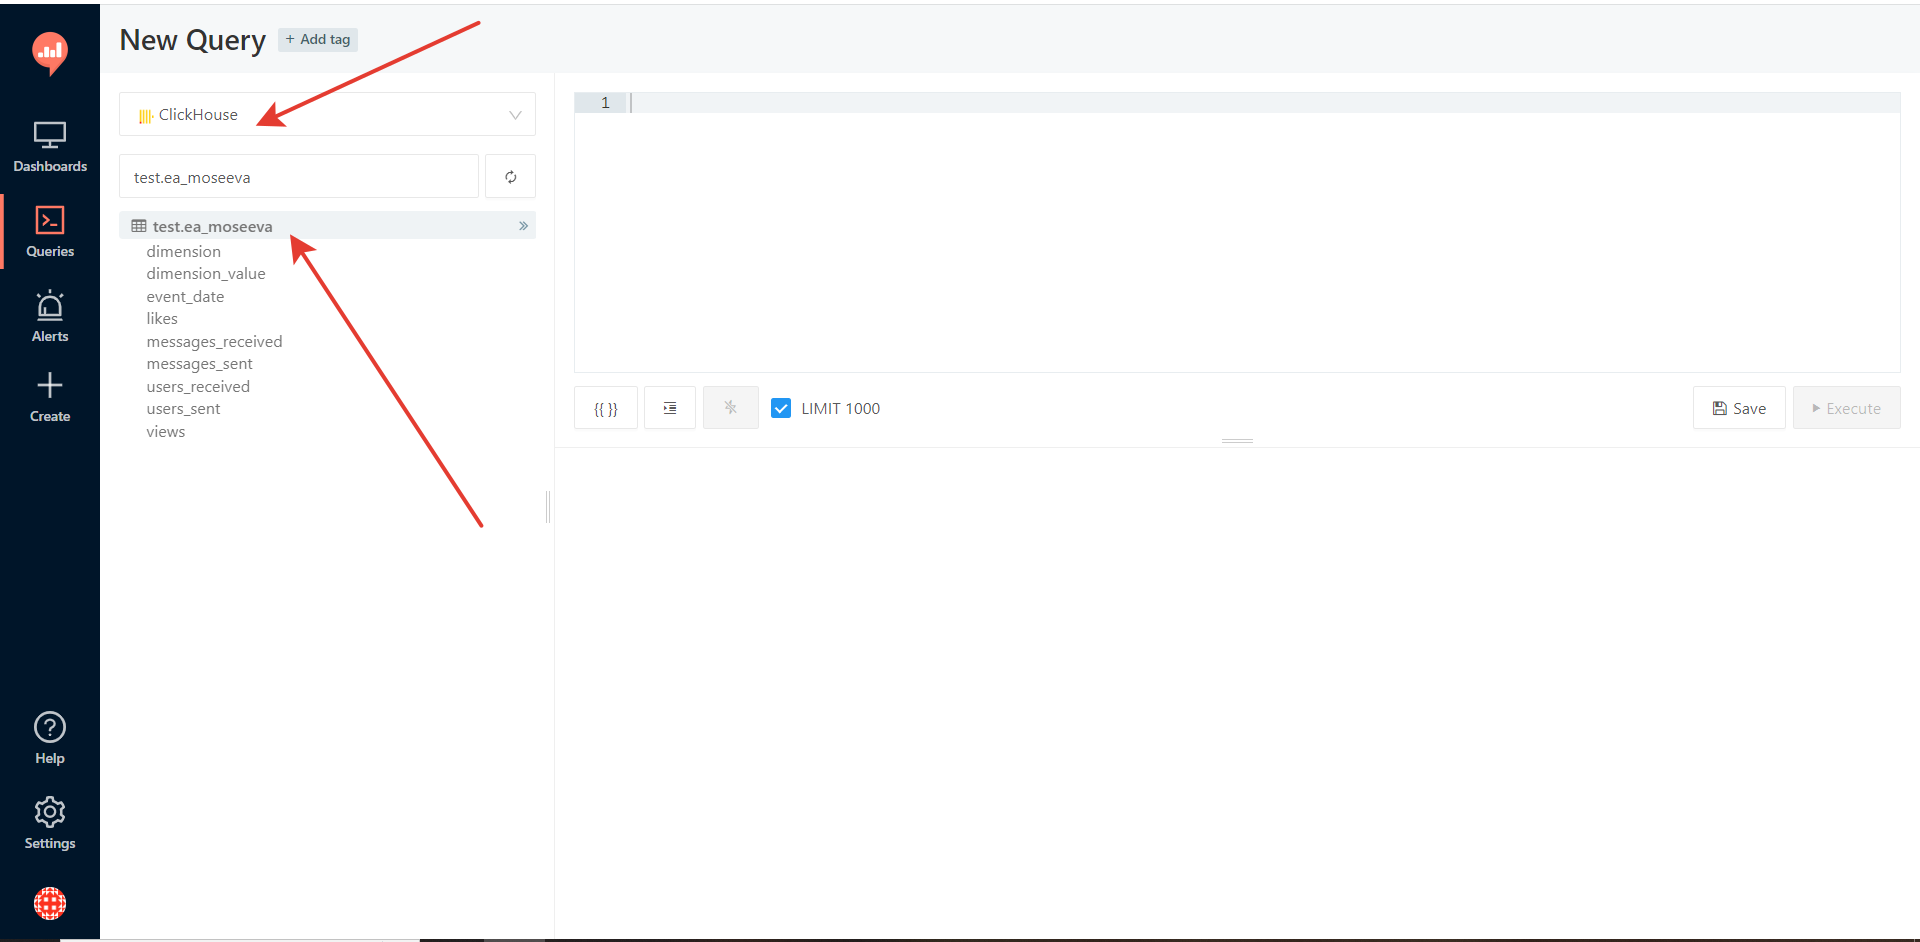 New Query
+ Add tag
ClickHouse
test.ea_moseeva
test.ea_moseeva
dimension
dimension_value
event_date
likes
messages_received
messages_sent
users_received
users_sent
views
1
{{ }}
LIMIT 1000
Save
Execute
Dashboards
Queries
Alerts
Create
Help
Settings